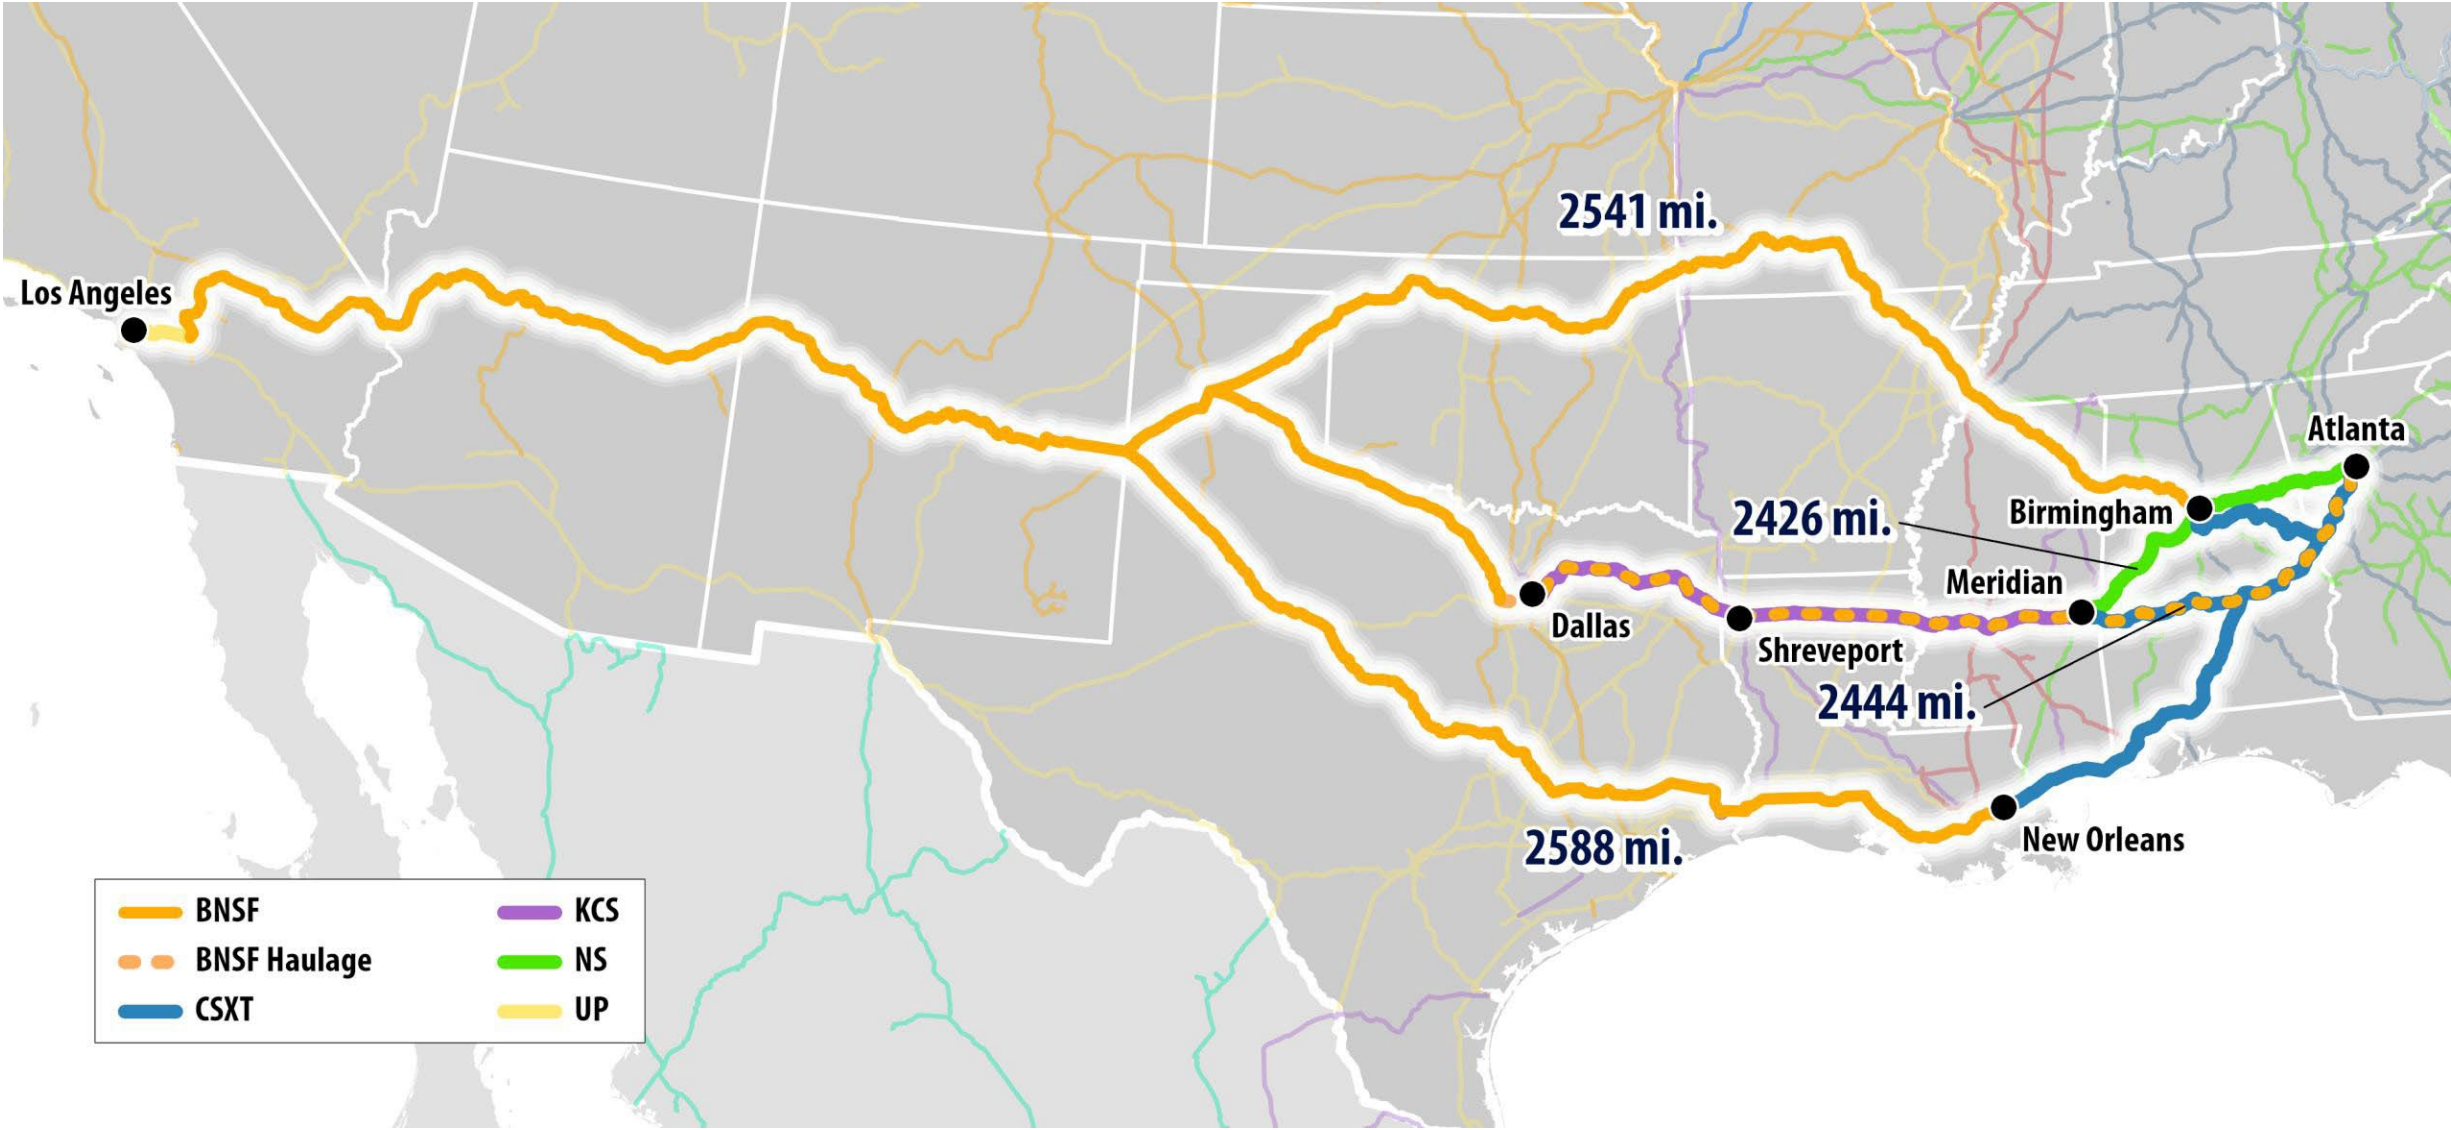 2541 mi.
Los Angeles
Atlanta
2426 mi.
Birmingham
Meridian
Dallas
Shreveport
2444 mi.
2588 mi.
New Orleans
BNSF
KCS
BNSF Haulage
NS
CSXT
UP